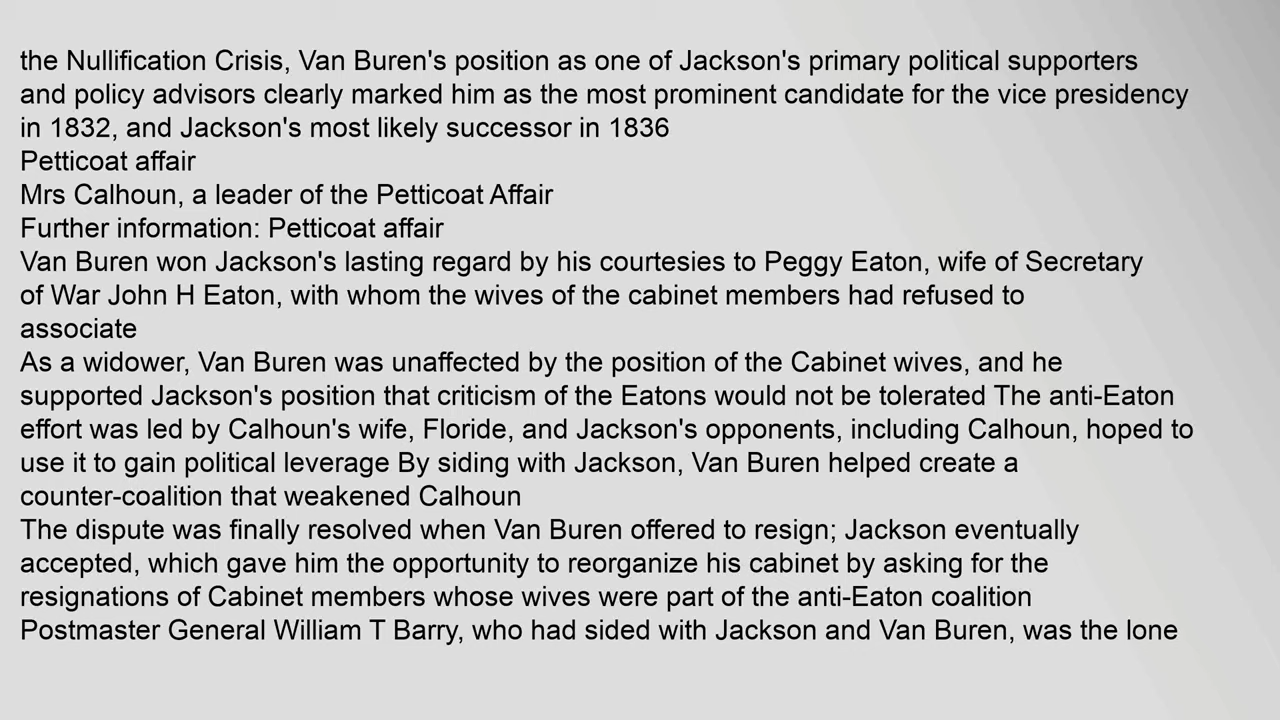 the Nullification Crisis, Van Buren's position as one of Jackson's primary political supporters
and policy advisors clearly marked him as the most prominent candidate for the vice presidency
in 1832, and Jackson's most likely successor in 1836
Petticoat affair
Mrs Calhoun, a leader of the Petticoat Affair
Further information: Petticoat affair
Van Buren won Jackson's lasting regard by his courtesies to Peggy Eaton, wife of Secretary
of War John H Eaton, with whom the wives of the cabinet members had refused to
associate
As a widower, Van Buren was unaffected by the position of the Cabinet wives, and he
supported Jackson's position that criticism of the Eatons would not be tolerated The anti-Eaton
effort was led by Calhoun's wife, Floride, and Jackson's opponents, including Calhoun, hoped to
use it to gain political leverage By siding with Jackson, Van Buren helped create a
counter-coalition that weakened Calhoun
The dispute was finally resolved when Van Buren offered to resign; Jackson eventually
accepted, which gave him the opportunity to reorganize his cabinet by asking for the
resignations of Cabinet members whose wives were part of the anti-Eaton coalition
Postmaster General William T Barry, who had sided with Jackson and Van Buren, was the lone